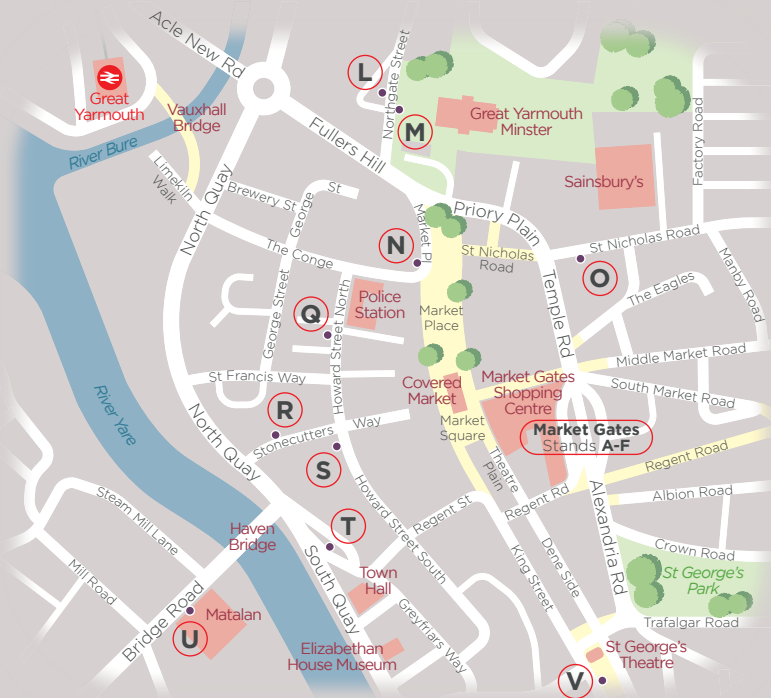 Acle New Rd
Great
Yarmouth
Vauxhall
Bridge
River Bure
Limekiln
Walk
North Quay
Fullers Hill
L
Northgate Street
M
Great Yarmouth
Minster
Sainsbury's
Factory Road
Brewery St
George
St
The Conge
George Street
N
Market Pl
Priory Plain
St Nicholas
Road
St Nicholas Road
O
Manby Road
The Eagles
Temple Rd
Q
Police
Station
Howard Street North
Market
Place
Middle Market Road
South Market Road
St Francis Way
Covered
Market
Market Gates
Shopping
Centre
Market
Square
Market Gates
Stands A-F
River Yare
North Quay
R
Stonecutters Way
S
Theatre
Plain
Regent Road
Regent Rd
Albion Road
Alexandria Rd
Steam Mill Lane
Haven
Bridge
T
Howard Street South
Regent St
Crown Road
King Street
Dene Side
St George's
Park
Mill Road
South Quay
Town
Hall
Greyfriars Way
Trafalgar Road
Bridge Road
Matalan
U
Elizabethan
House Museum
St George's
Theatre
V